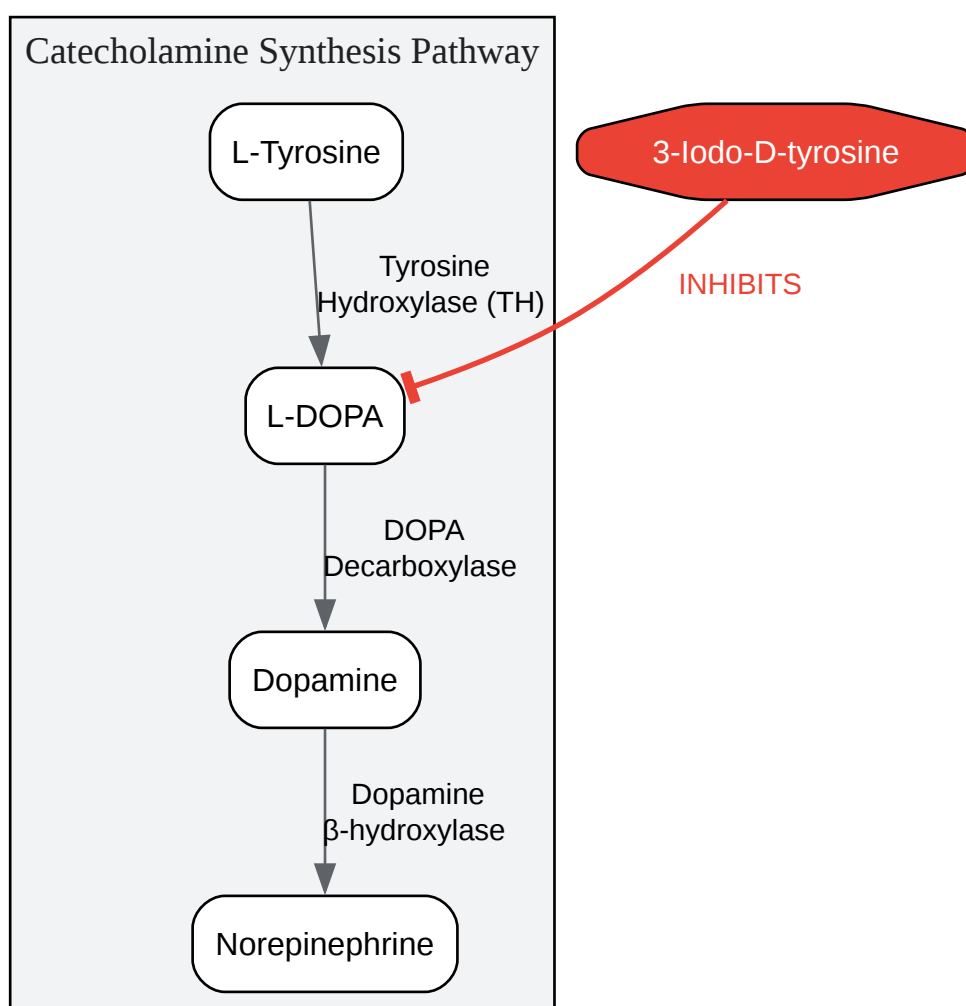 Catecholamine Synthesis Pathway
L-Tyrosine
3-Iodo-D-tyrosine
Tyrosine
Hydroxylase (TH)
INHIBITS
L-DOPA
DOPA
Decarboxylase
Dopamine
Dopamine
β-hydroxylase
Norepinephrine